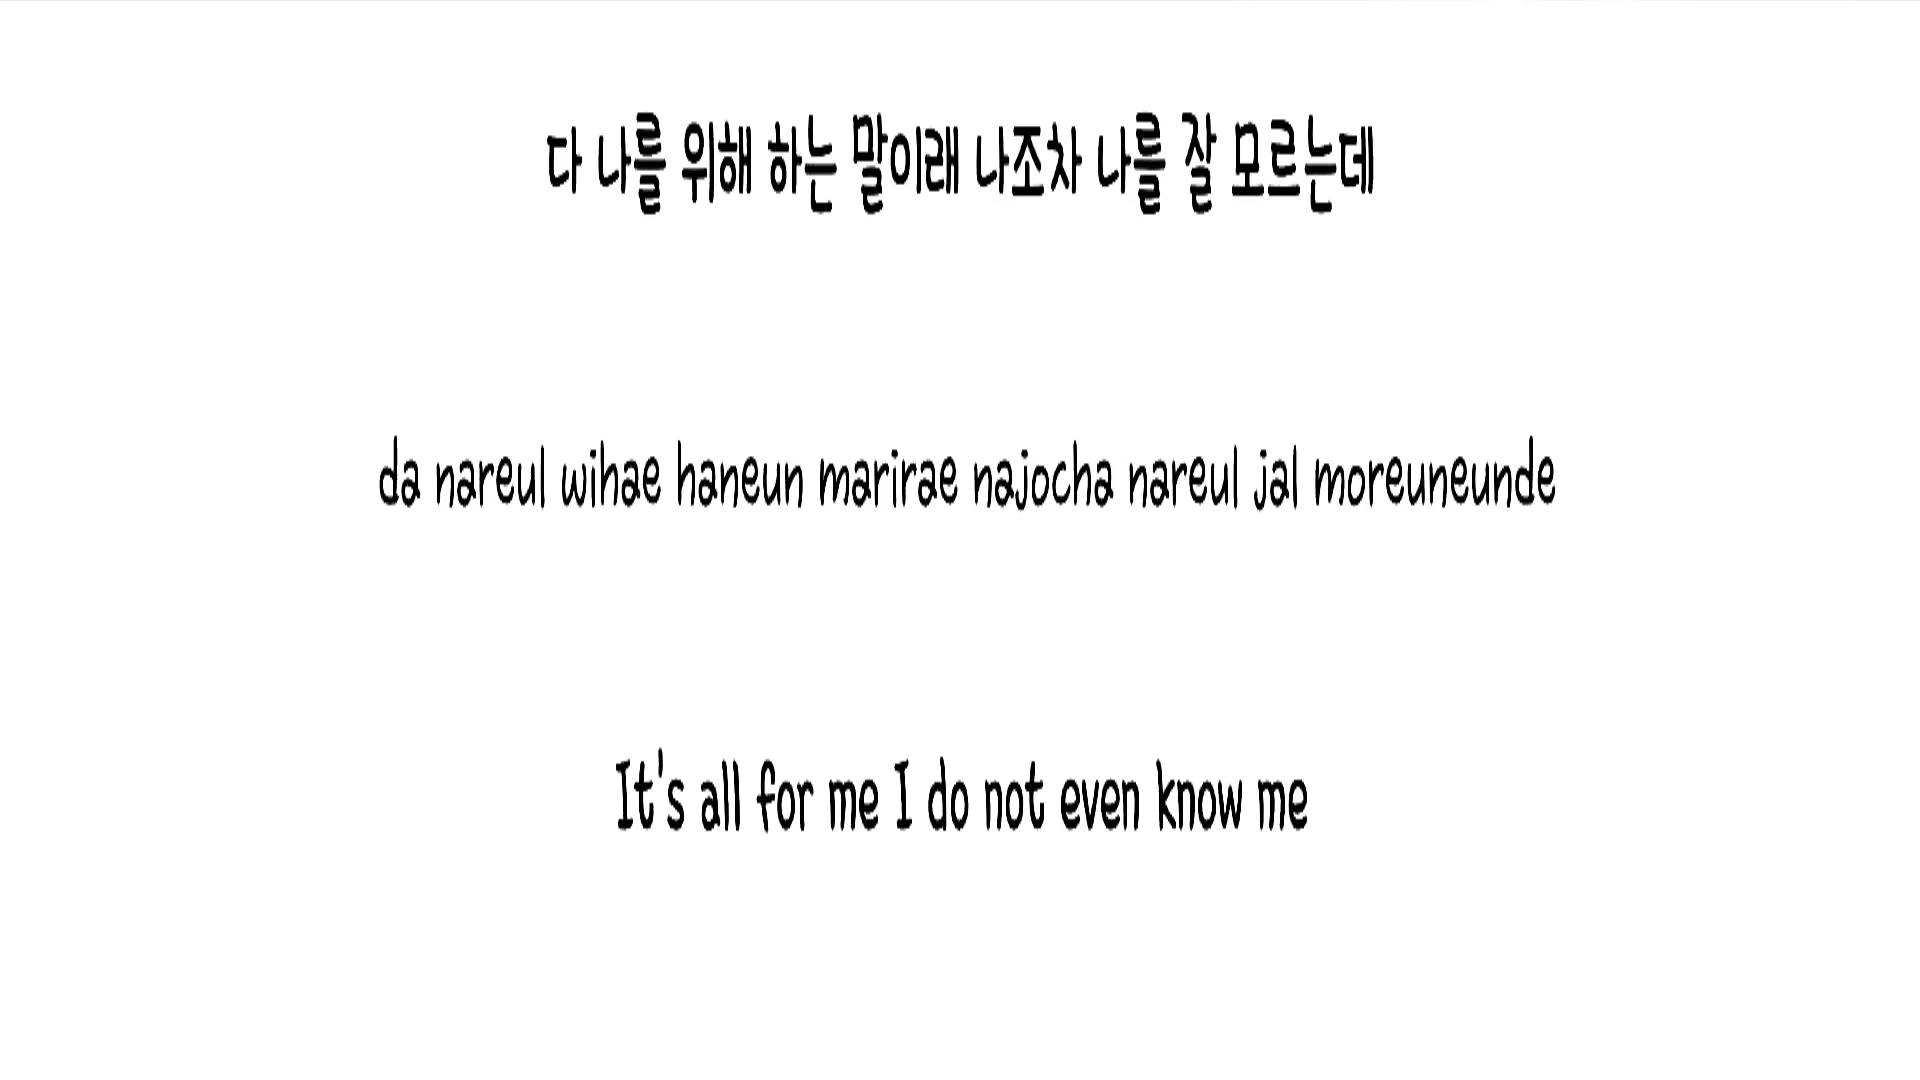 다 나를 위해 하는 말이래 나조차 나를 잘 모르는데
da nareul wihae haneun marirae najocha nareul jal moreuneunde
It's all for me I do not even know me